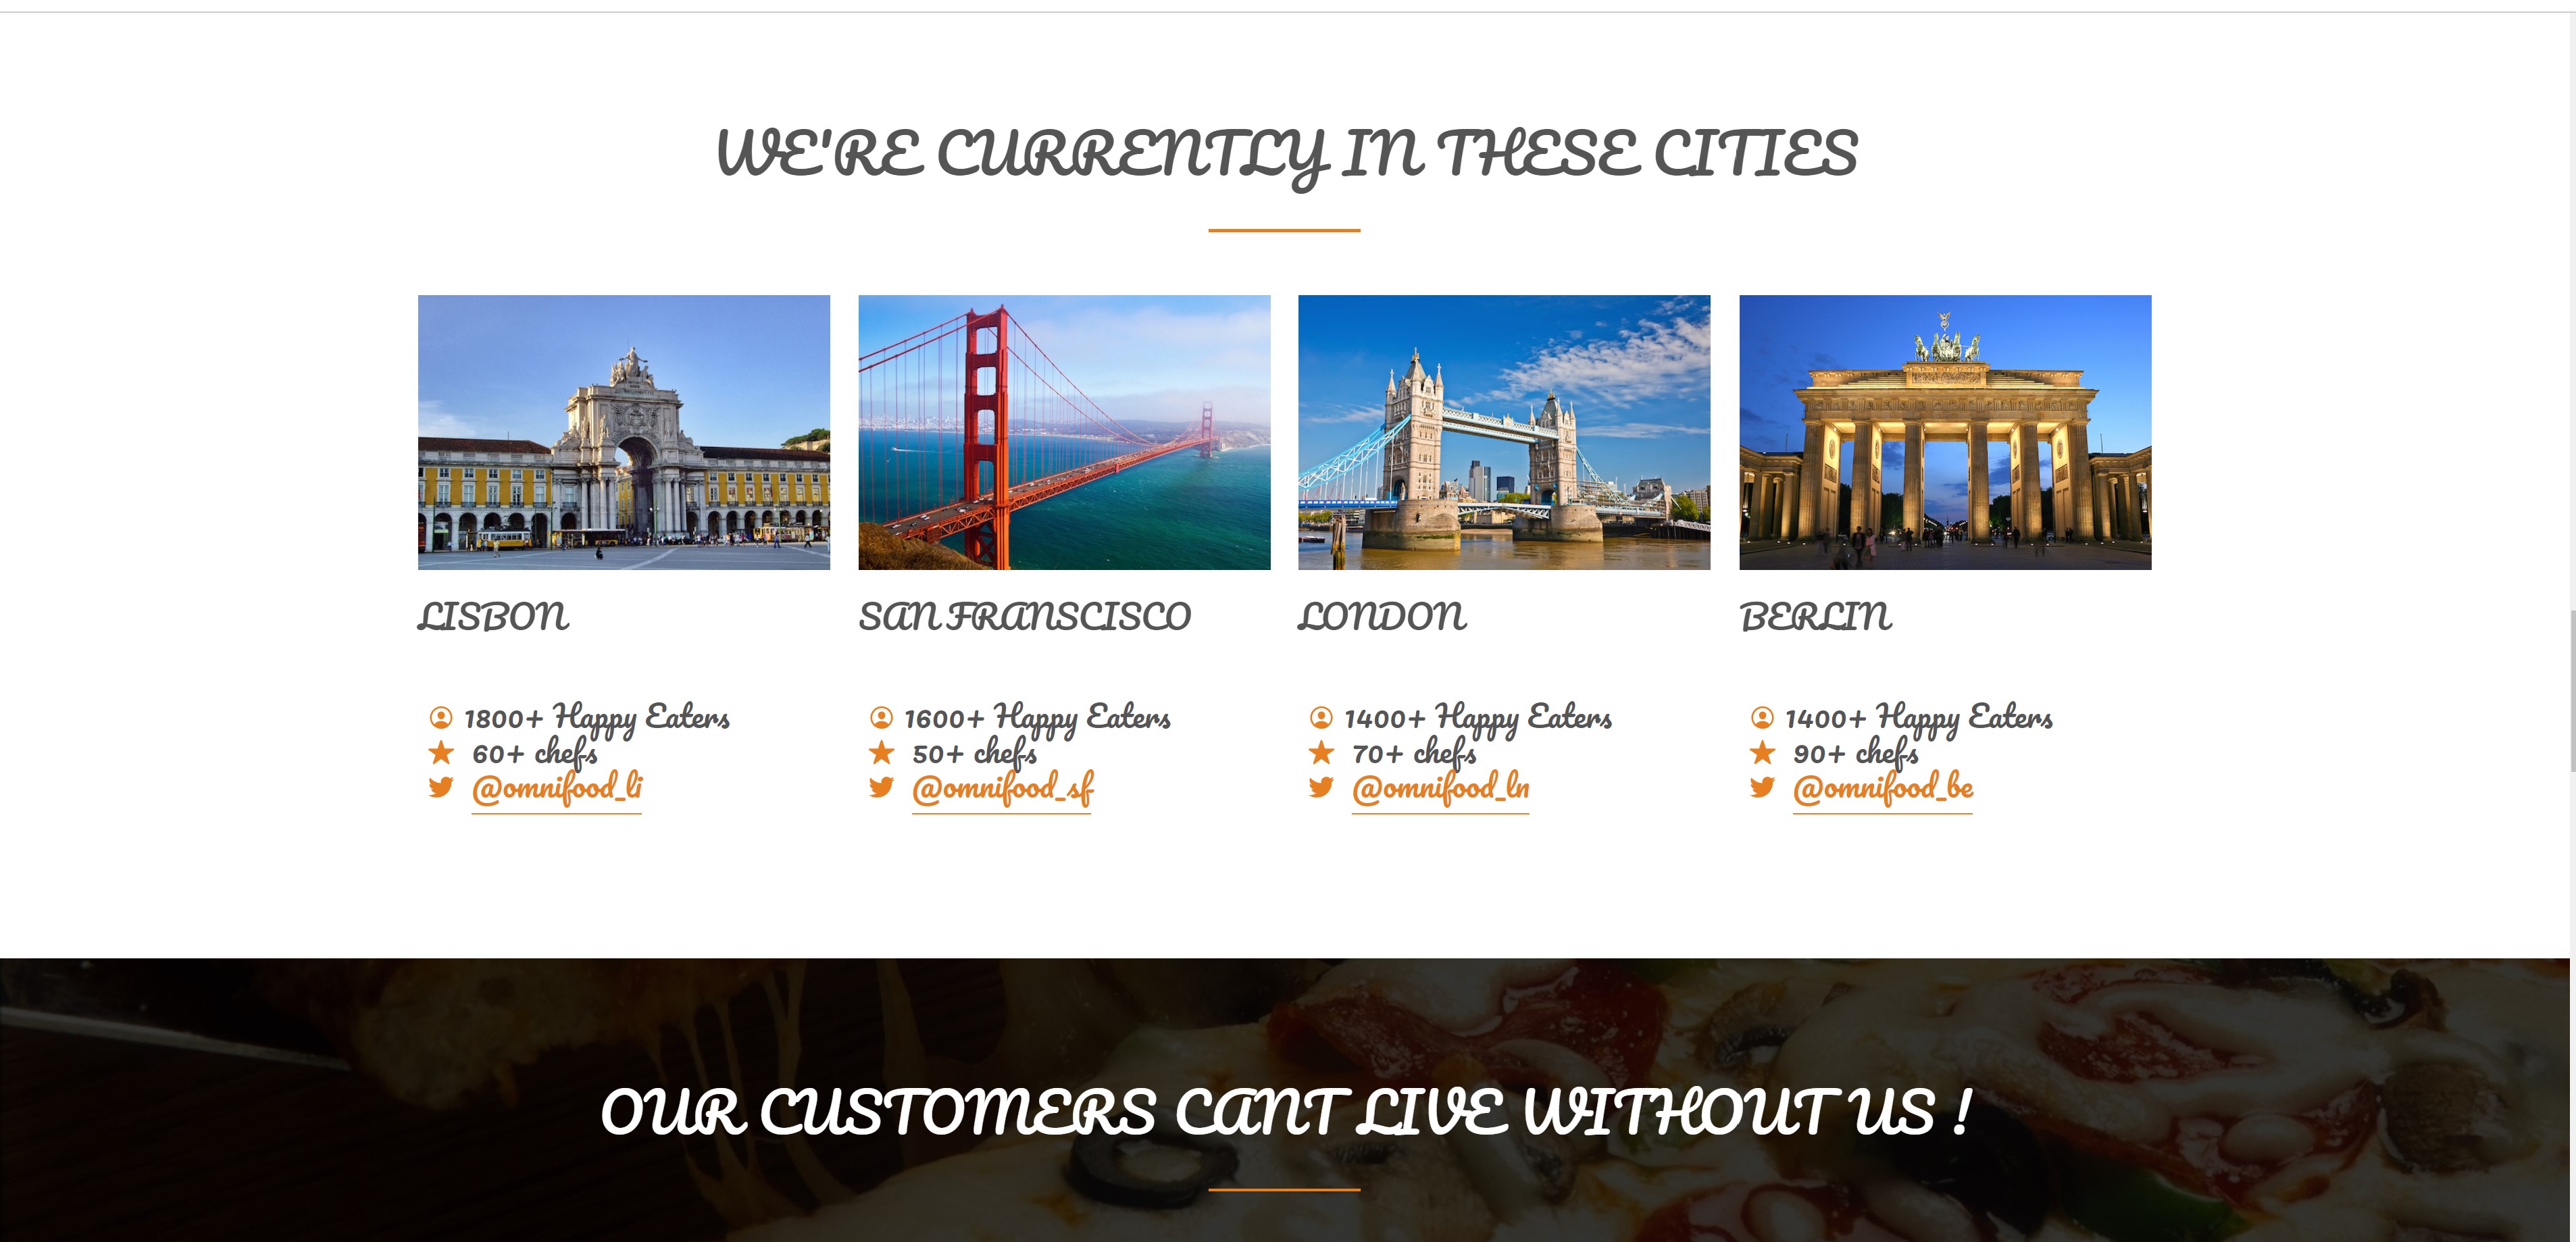 WE'RE CURRENTLY IN THESE CITIES
LISBON
1800+ Happy Eaters
60+ chefs
@omnifood_li
SAN FRANSCISCO
1600+ Happy Eaters
50+ chefs
@omnifood_sf
LONDON
1400+ Happy Eaters
70+ chefs
@omnifood_ln
BERLIN
1400+ Happy Eaters
90+ chefs
@omnifood_be
OUR CUSTOMERS CANT LIVE WITHOUT US !